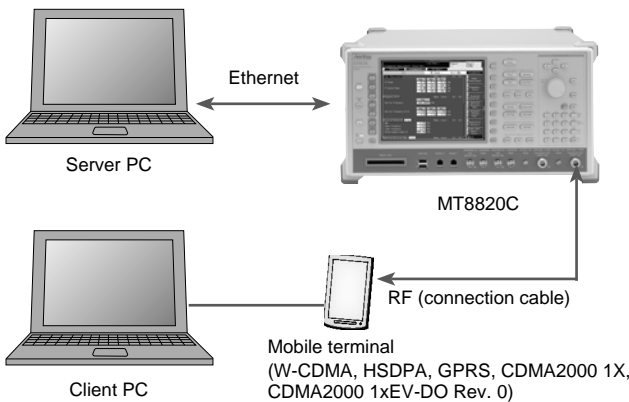 Ethernet
Server PC
MT8820C
RF (connection cable)
Mobile terminal
(W-CDMA, HSDPA, GPRS, CDMA2000 1X,
CDMA2000 1xEV-DO Rev. 0)
Client PC